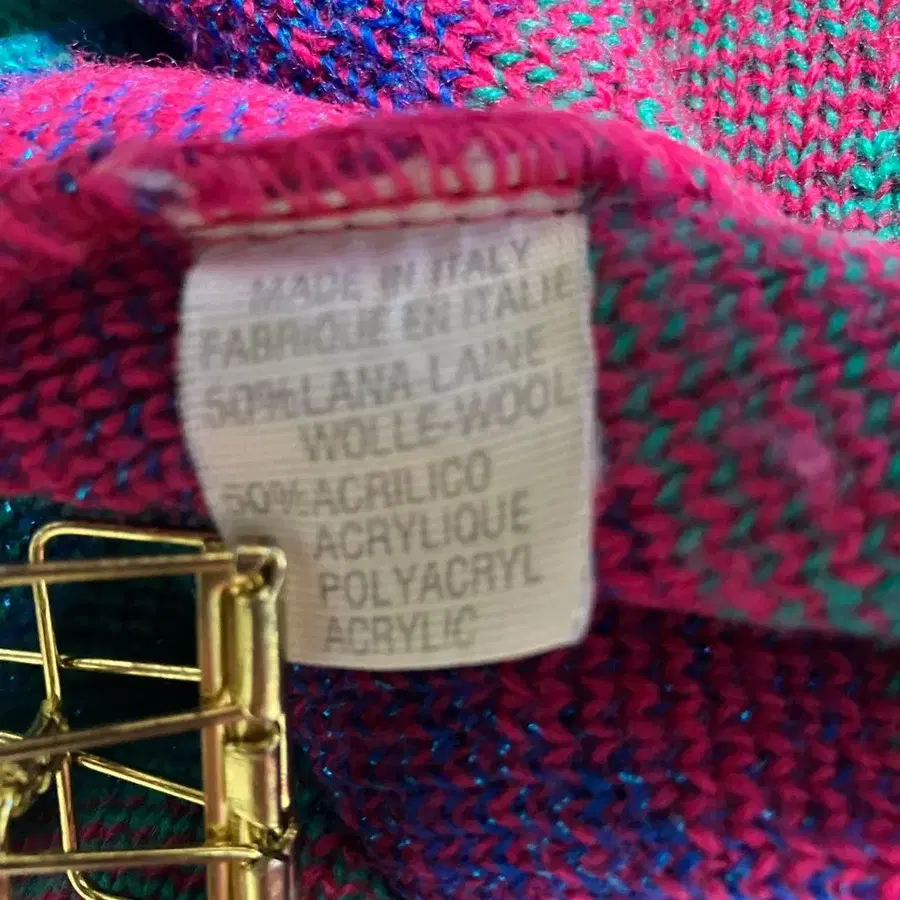 MADE IN ITALY
FABRIQUE EN ITALIE
50%LANA-LAINE
WOLLE-WOOL
50%ACRILICO
ACRYLIQUE
POLYACRYL
ACRYLIC